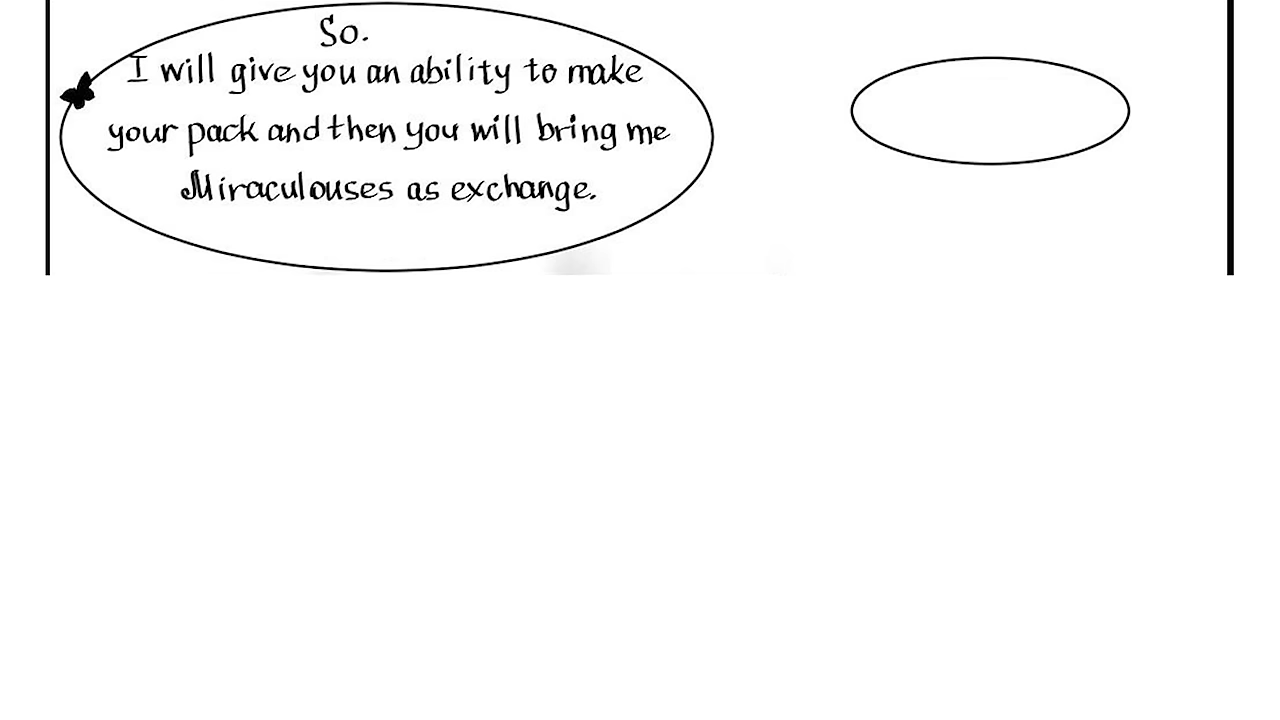 So.
I will give you an ability to make
your pack and then you will bring me
Miraculouses as exchange.